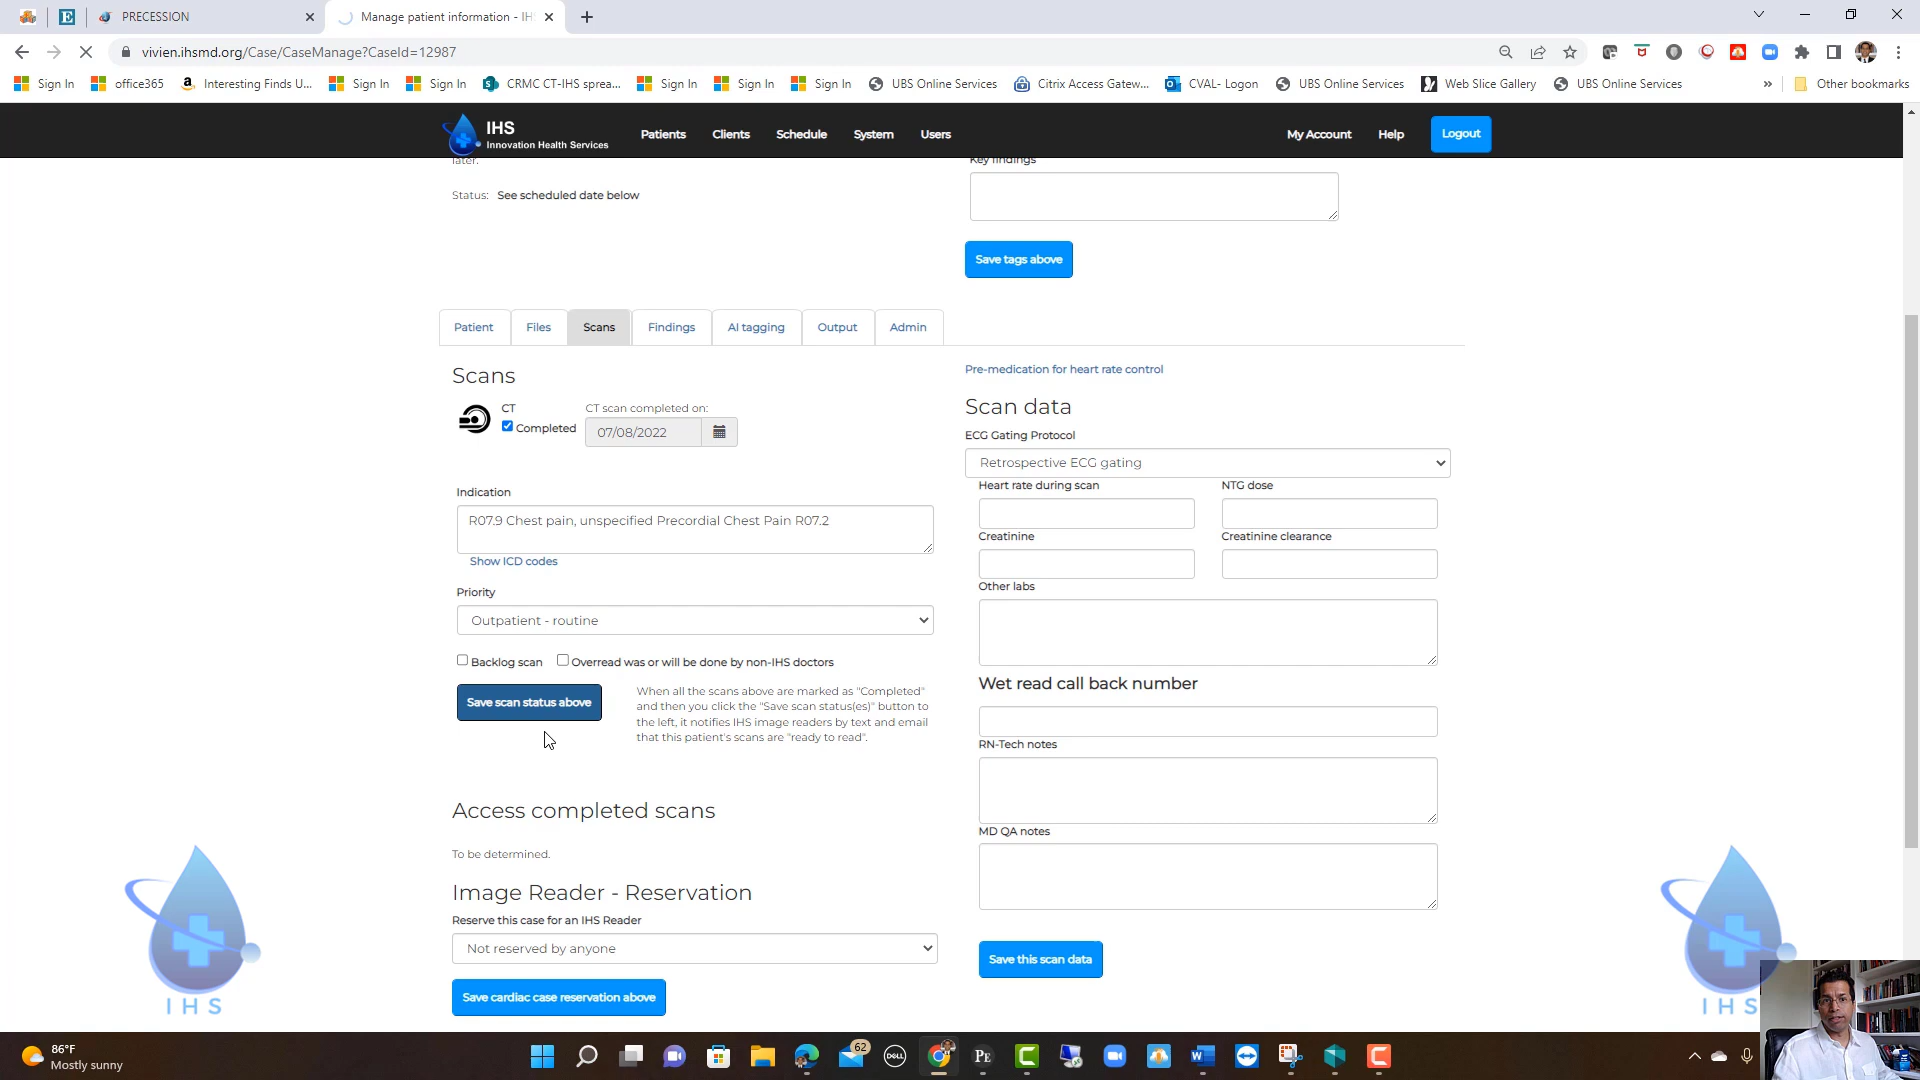 PRECESSION
Manage patient information - IH
vivien.ihsmd.org/Case/CaseManage?CaseId=12987
Sign In
office365
Interesting Finds U...
Sign In
Sign In
CRMC CT-IHS sprea...
Sign In
Sign In
Sign In
UBS Online Services
Citrix Access Gatew...
CVAL- Logon
UBS Online Services
Web Slice Gallery
UBS Online Services
»
Other bookmarks
IHS
Innovation Health Services
Patients
Clients
Schedule
System
Users
My Account
Help
Logout
later.
Key findings
Status: See scheduled date below
Save tags above
Patient
Files
Scans
Findings
AI tagging
Output
Admin
Scans
Pre-medication for heart rate control
CT
Completed
CT scan completed on:
07/08/2022
Scan data
ECG Gating Protocol
Retrospective ECG gating
Heart rate during scan
NTG dose
Indication
R07.9 Chest pain, unspecified Precordial Chest Pain R07.2
Show ICD codes
Creatinine
Creatinine clearance
Other labs
Priority
Outpatient - routine
Backlog scan
Overread was or will be done by non-IHS doctors
Save scan status above
When all the scans above are marked as "Completed"
and then you click the "Save scan status(es)" button to
the left, it notifies IHS image readers by text and email
that this patient's scans are "ready to read".
Wet read call back number
RN-Tech notes
MD QA notes
Access completed scans
To be determined.
Image Reader - Reservation
Reserve this case for an IHS Reader
Not reserved by anyone
Save cardiac case reservation above
Save this scan data
IHS
IHS
86°F
Mostly sunny
62
DELL
PE
C
W
C